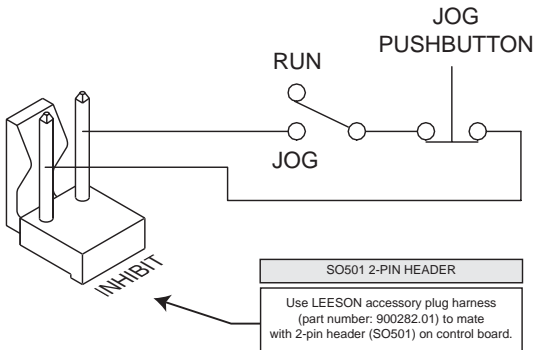 JOG
PUSHBUTTON
RUN
JOG
INHIBIT
SO501 2-PIN HEADER
Use LEESON accessory plug harness
(part number: 900282.01) to mate
with 2-pin header (SO501) on control board.